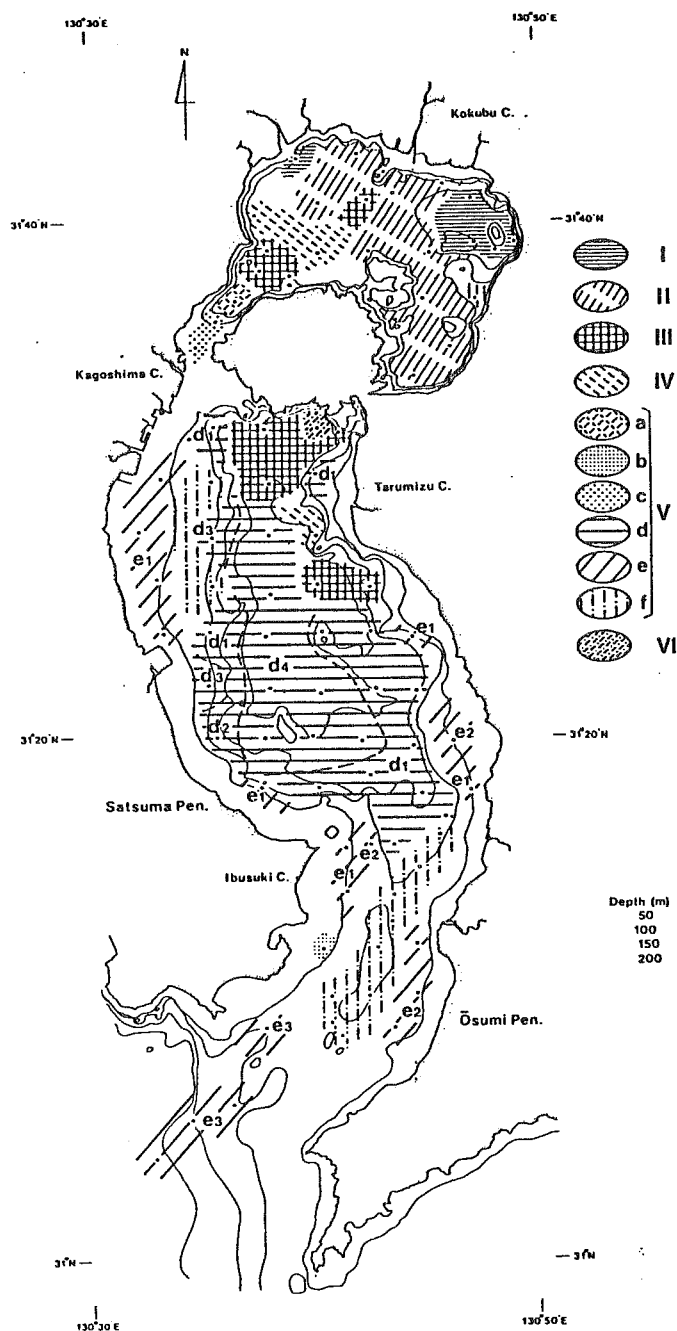 130°30'E
130°50'E
N
Kokubu C.
31°40'N
31°40'N
I
II
III
Kagoshima C.
IV
a
b
c
V
d
e
f
VI
d1
Tarumizu C.
d1
d3
e1
e1
d1
d4
d3
d2
e2
31°20'N
31°20'N
d1
e1
e1
Satsuma Pen.
e2
Ibusuki C.
e1
Depth (m)
50
100
150
200
e2
Ōsumi Pen.
e3
e3
31°N
31°N
130°30'E
130°50'E